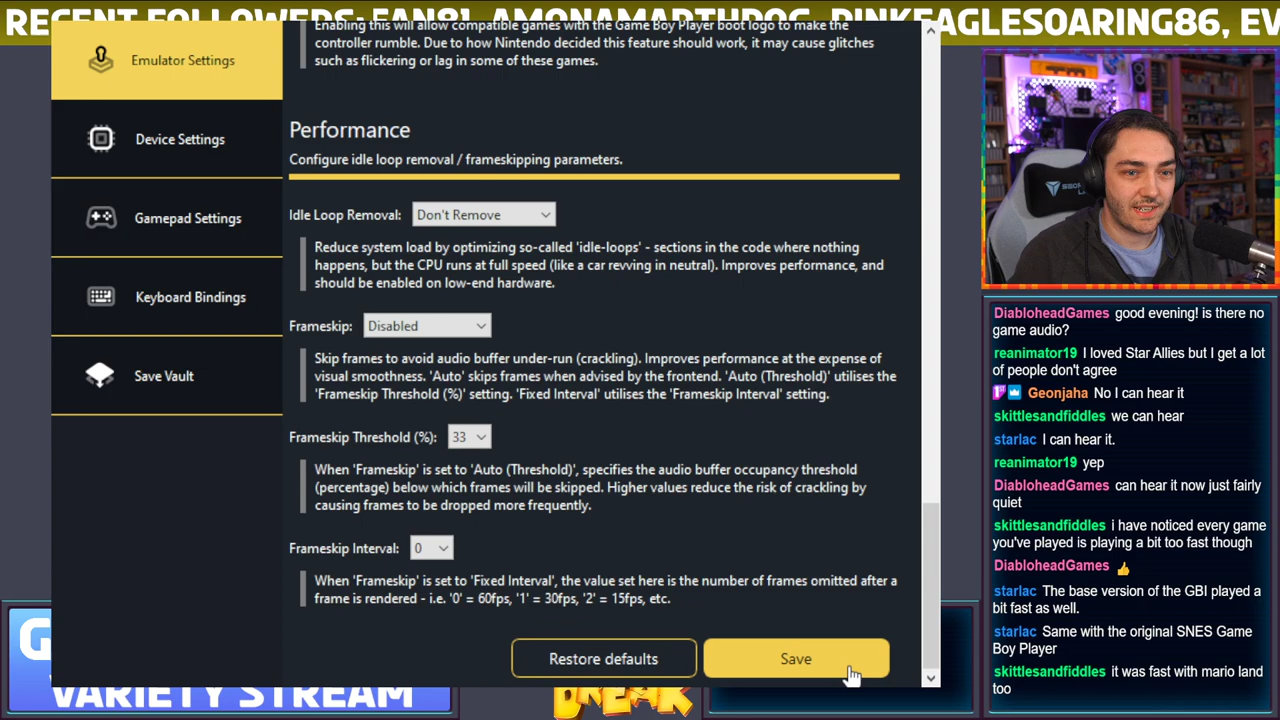 RECENT FOLLOWERS: FAN8I, AMONAMARTHDOG, PINKEAGLESOARING86, EV
Enabling this will allow compatible games with the Game Boy Player boot logo to make the
controller rumble. Due to how Nintendo decided this feature should work, it may cause glitches
such as flickering or lag in some of these games.
Emulator Settings
Device Settings
Gamepad Settings
Keyboard Bindings
Save Vault
Performance
Configure idle loop removal / frameskipping parameters.
Idle Loop Removal: Don't Remove
Reduce system load by optimizing so-called 'idle-loops' - sections in the code where nothing
happens, but the CPU runs at full speed (like a car revving in neutral). Improves performance, and
should be enabled on low-end hardware.
Frameskip: Disabled
Skip frames to avoid audio buffer under-run (crackling). Improves performance at the expense of
visual smoothness. 'Auto' skips frames when advised by the frontend. 'Auto (Threshold)' utilises the
'Frameskip Threshold (%)' setting. 'Fixed Interval' utilises the 'Frameskip Interval' setting.
Frameskip Threshold (%): 33
When 'Frameskip' is set to 'Auto (Threshold)', specifies the audio buffer occupancy threshold
(percentage) below which frames will be skipped. Higher values reduce the risk of crackling by
causing frames to be dropped more frequently.
Frameskip Interval: 0
When 'Frameskip' is set to 'Fixed Interval', the value set here is the number of frames omitted after a
frame is rendered - i.e. '0' = 60fps, '1' = 30fps, '2' = 15fps, etc.
Restore defaults
Save
VARIETY STREAM
BREAK
DiabloheadGames good evening! is there no
game audio?
reanimator19 I loved Star Allies but I get a lot
of people don't agree
Geonjaha No I can hear it
skittlesandfiddles we can hear
starlac I can hear it.
reanimator19 yep
DiabloheadGames can hear it now just fairly
quiet
skittlesandfiddles i have noticed every game
you've played is playing a bit too fast though
DiabloheadGames 👍
starlac The base version of the GBI played a
bit fast as well.
starlac Same with the original SNES Game
Boy Player
skittlesandfiddles it was fast with mario land
too